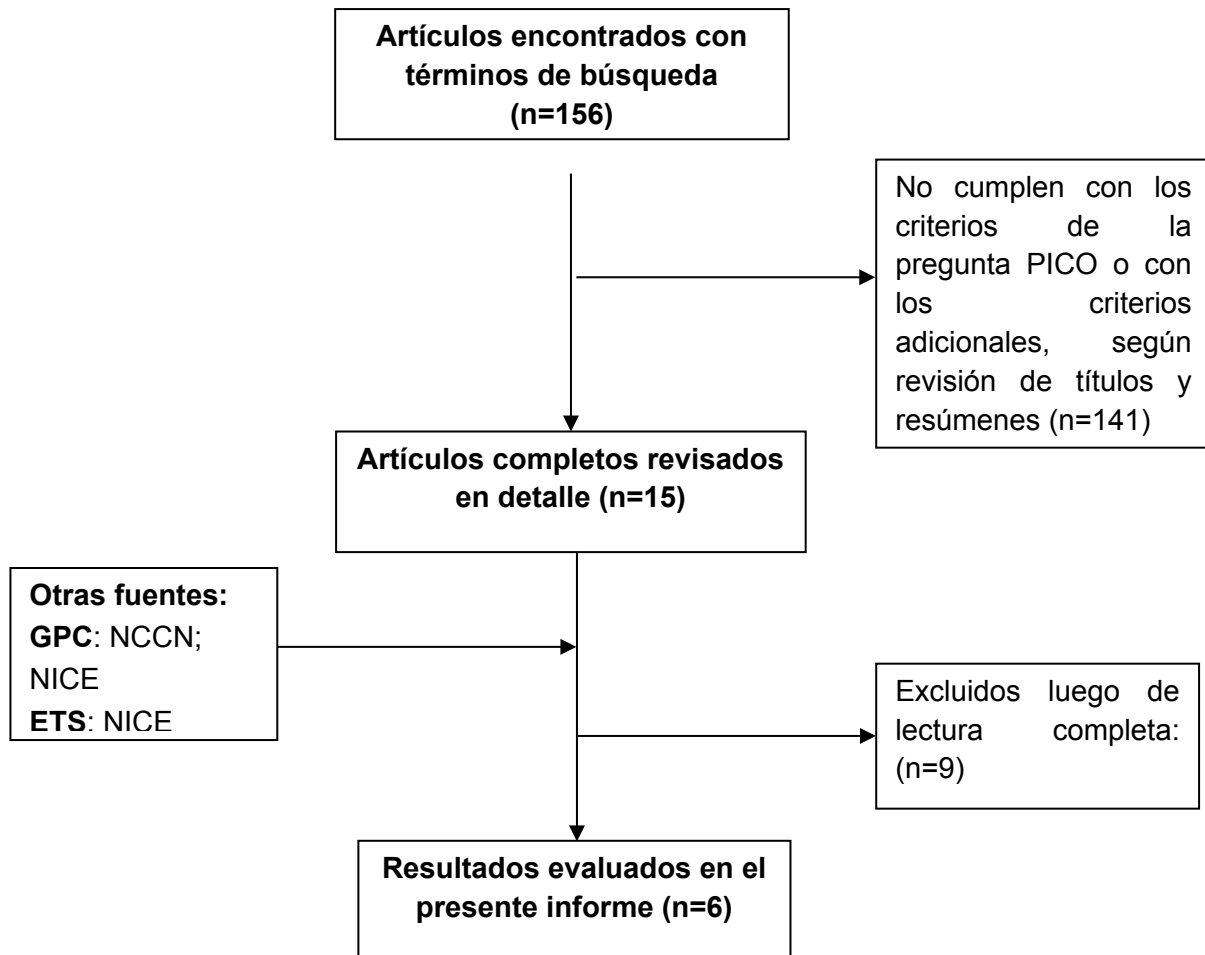 Artículos encontrados con
términos de búsqueda
(n=156)
No cumplen con los
criterios de la
pregunta PICO o con
los criterios
adicionales, según
revisión de títulos y
resúmenes (n=141)
Artículos completos revisados
en detalle (n=15)
Otras fuentes:
GPC: NCCN;
NICE
ETS: NICE
Excluidos luego de
lectura completa:
(n=9)
Resultados evaluados en el
presente informe (n=6)